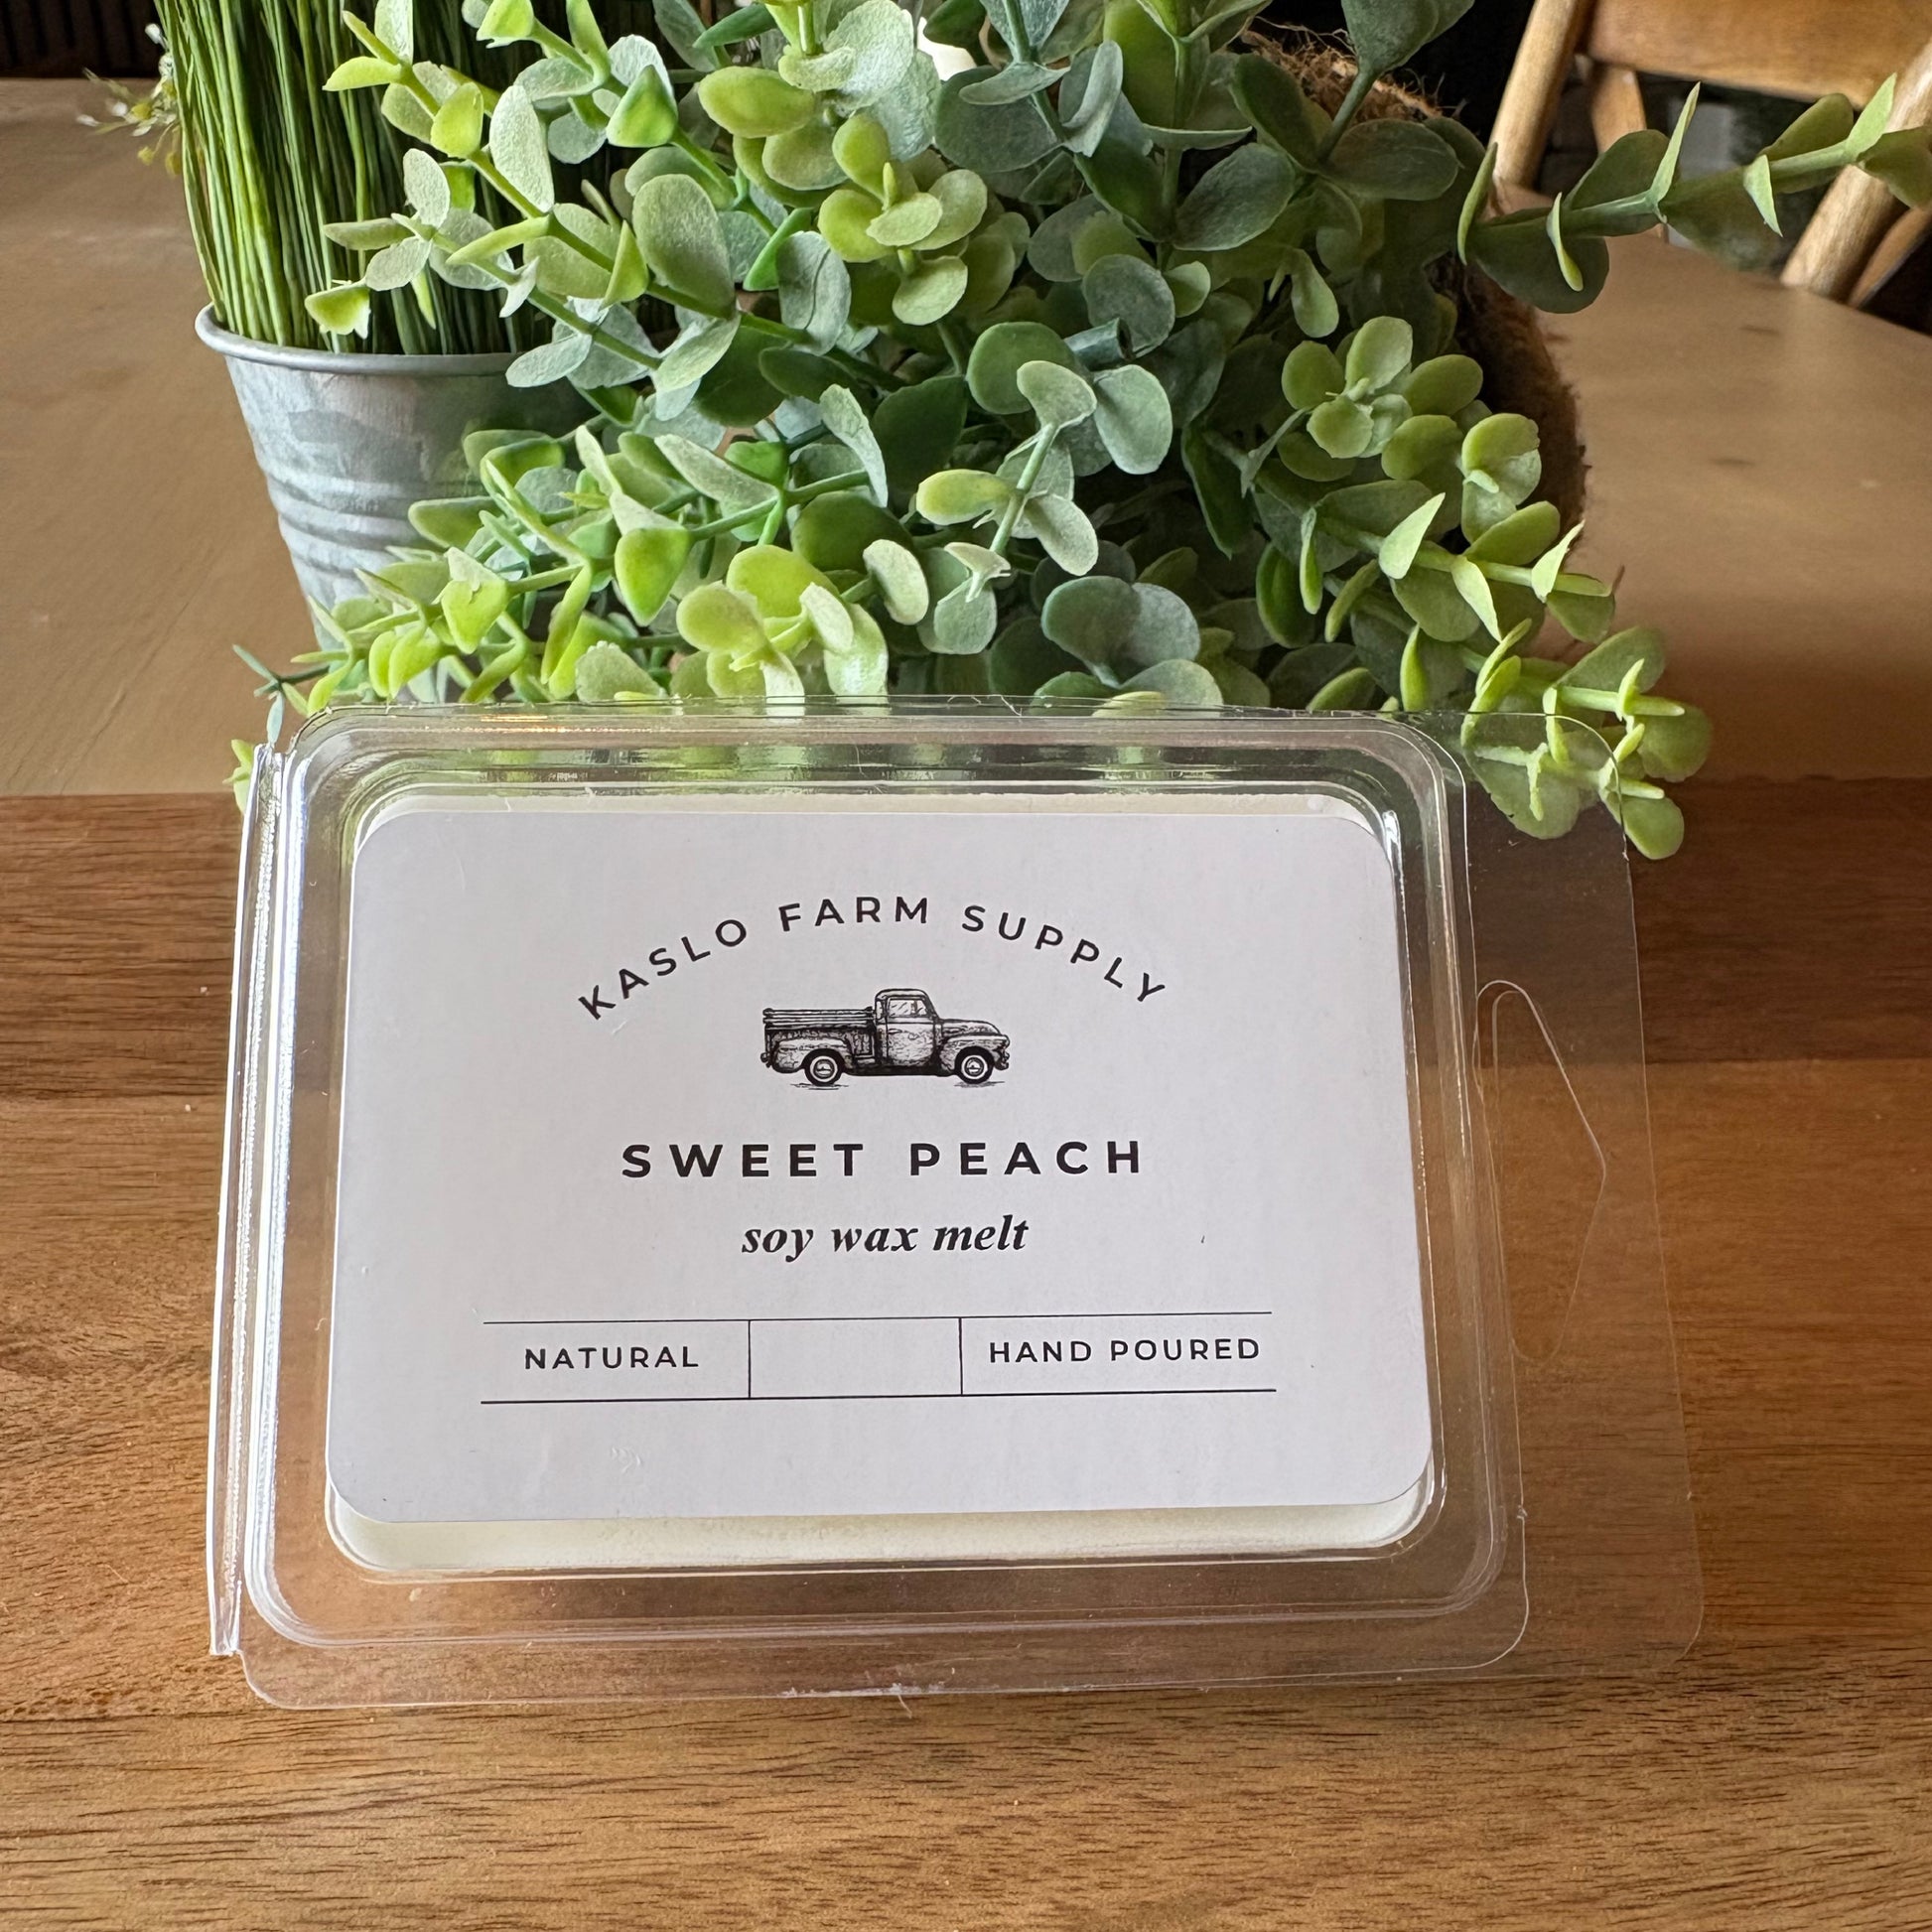 KASLO FARM SUPPLY
SWEET PEACH
soy wax melt
NATURAL HAND POURED